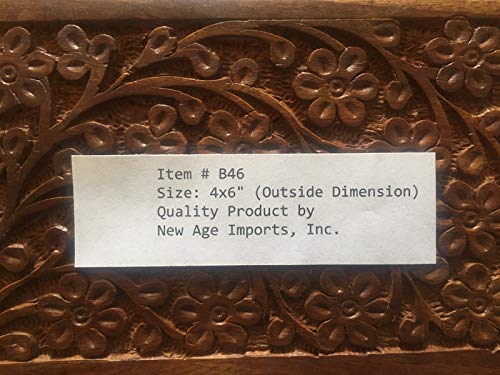 Item # B46
Size: 4x6" (Outside Dimension)
Quality Product by
New Age Imports, Inc.